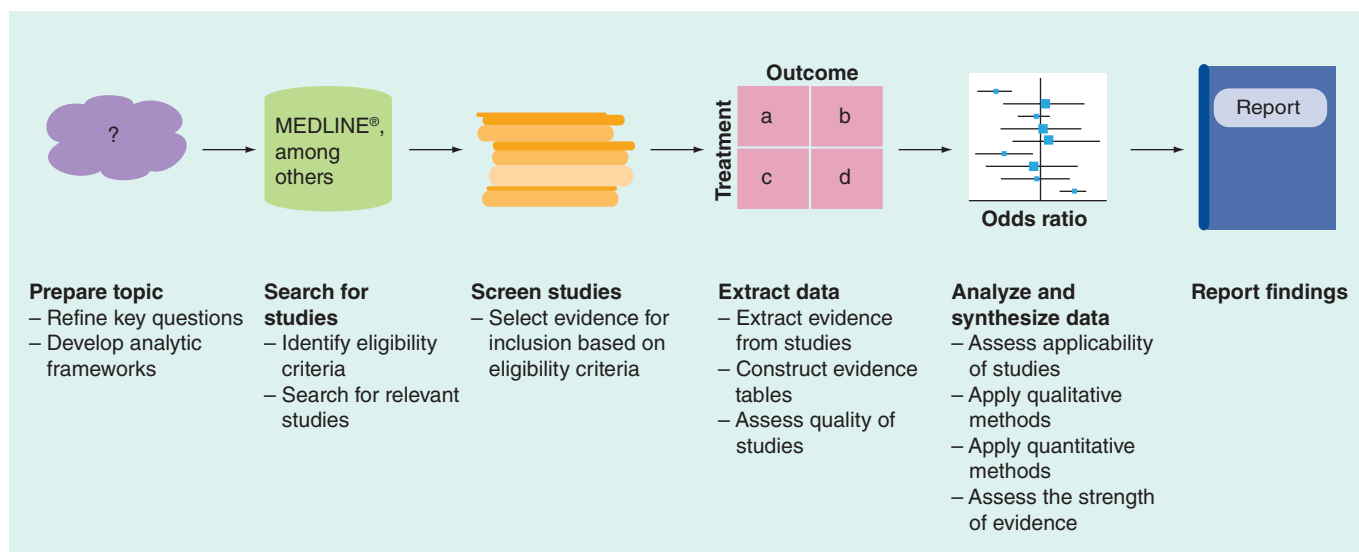 ?
MEDLINE®,
among
others
Outcome
Treatment
a
b
c
d
Odds ratio
Report
Prepare topic
– Refine key questions
– Develop analytic
frameworks
Search for
studies
– Identify eligibility
criteria
– Search for relevant
studies
Screen studies
– Select evidence for
inclusion based on
eligibility criteria
Extract data
– Extract evidence
from studies
– Construct evidence
tables
– Assess quality of
studies
Analyze and
synthesize data
– Assess applicability
of studies
– Apply qualitative
methods
– Apply quantitative
methods
– Assess the strength
of evidence
Report findings